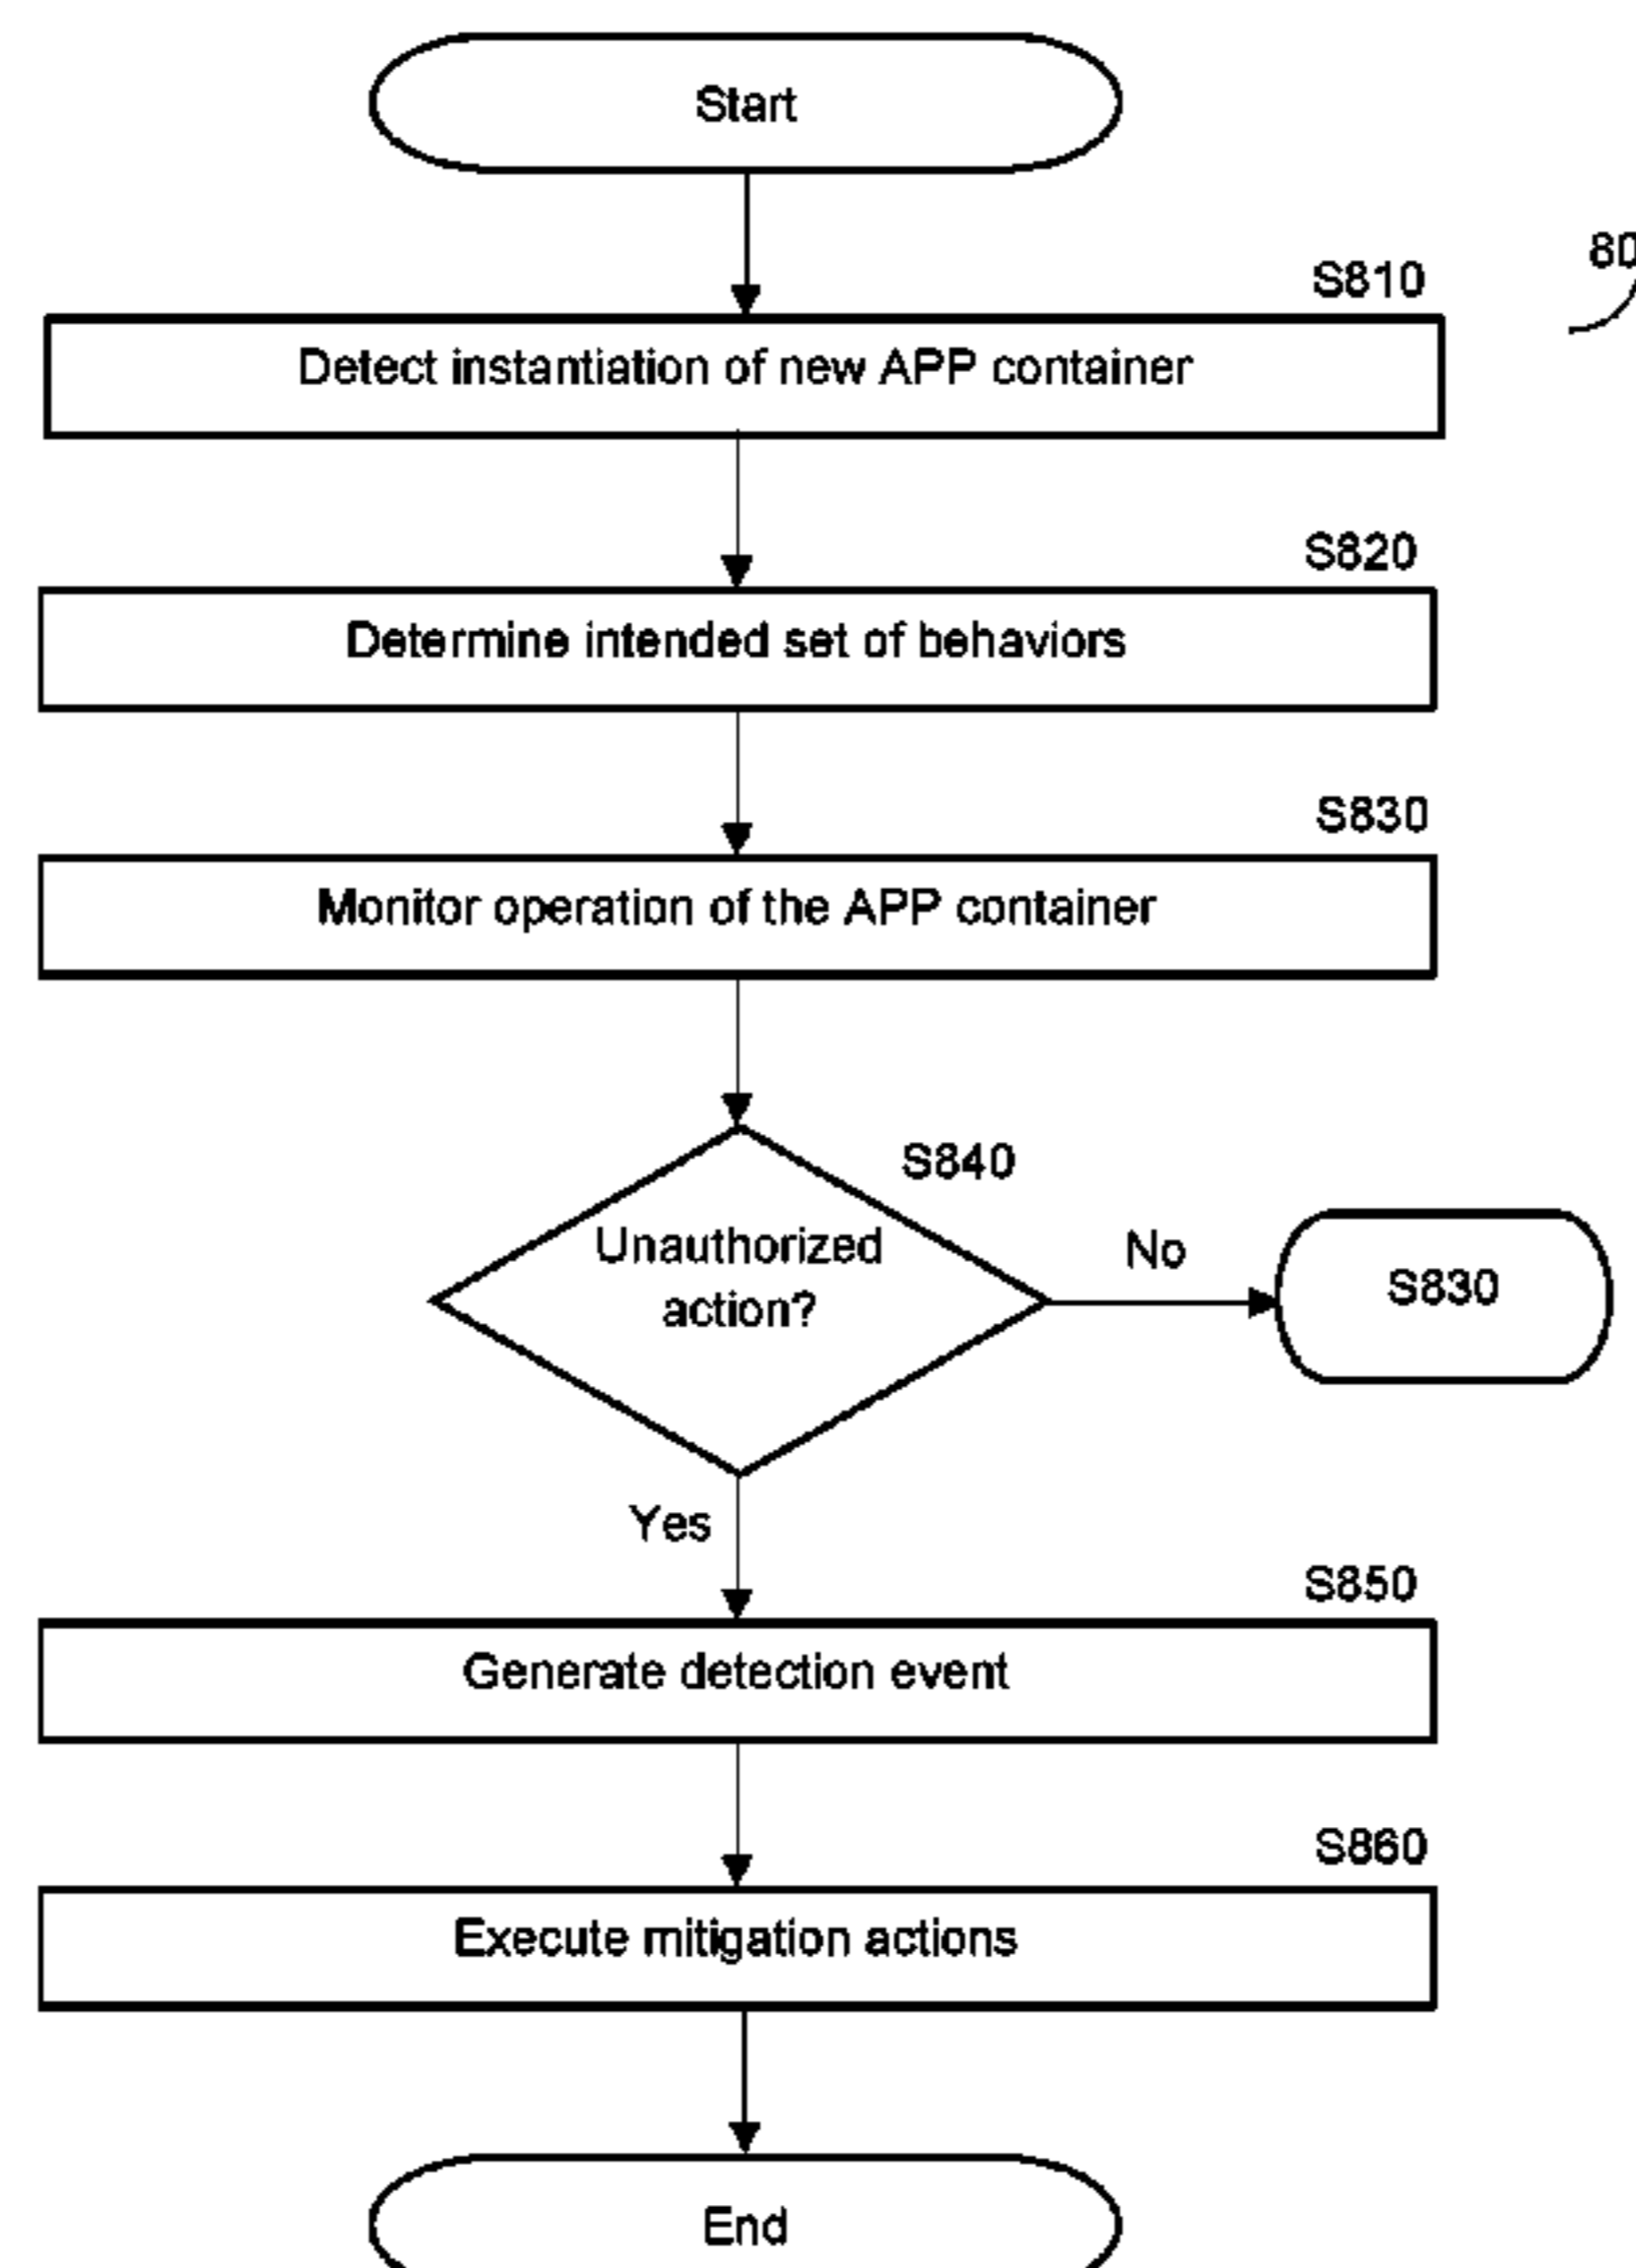 Start
S810
80
Detect instantiation of new APP container
S820
Determine intended set of behaviors
S830
Monitor operation of the APP container
S840
Unauthorized
action?
No
S830
Yes
S850
Generate detection event
S860
Execute mitigation actions
End